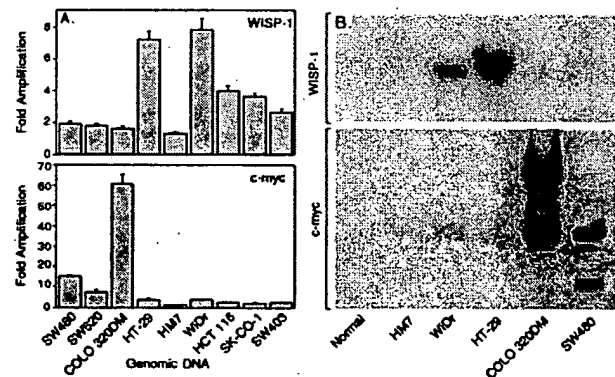 A.
WISP-1
Fold Amplification
8
6
4
2
0
c-myc
Fold Amplification
70
60
50
40
30
20
10
0
SW480
SW620
COLO 320DM
HT-29
HM7
WiDr
HCT 116
SK-CO-1
SW403
Genomic DNA
B.
WISP-1
c-myc
Normal
HM7
WiDr
HT-29
COLO 320DM
SW480